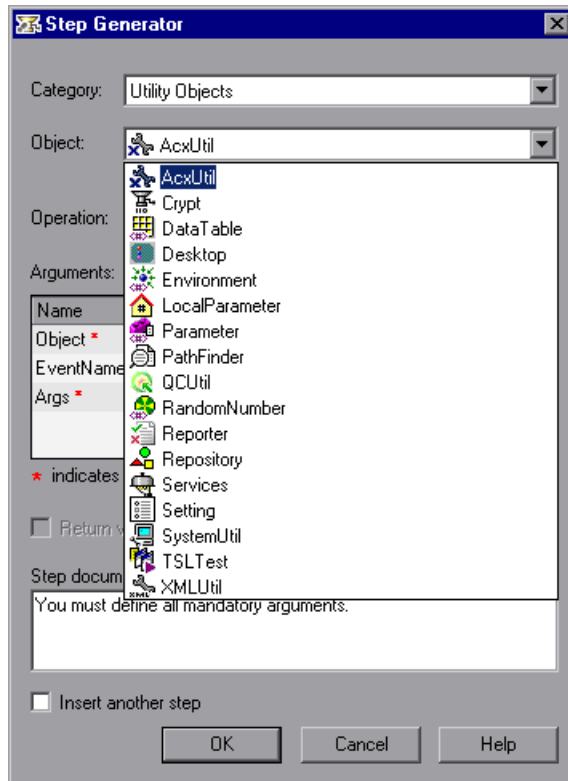 Step Generator
Category: Utility Objects
Object: AcxUtil
AcxUtil
Crypt
Operation:
DataTable
Desktop
Arguments:
Environment
Name
LocalParameter
Object *
Parameter
EventName
PathFinder
Args *
QCUtil
RandomNumber
Reporter
Repository
* indicates
Services
Setting
Return
SystemUtil
TSLTest
Step docum
XMLUtil
You must define all mandatory arguments.
Insert another step
OK Cancel Help